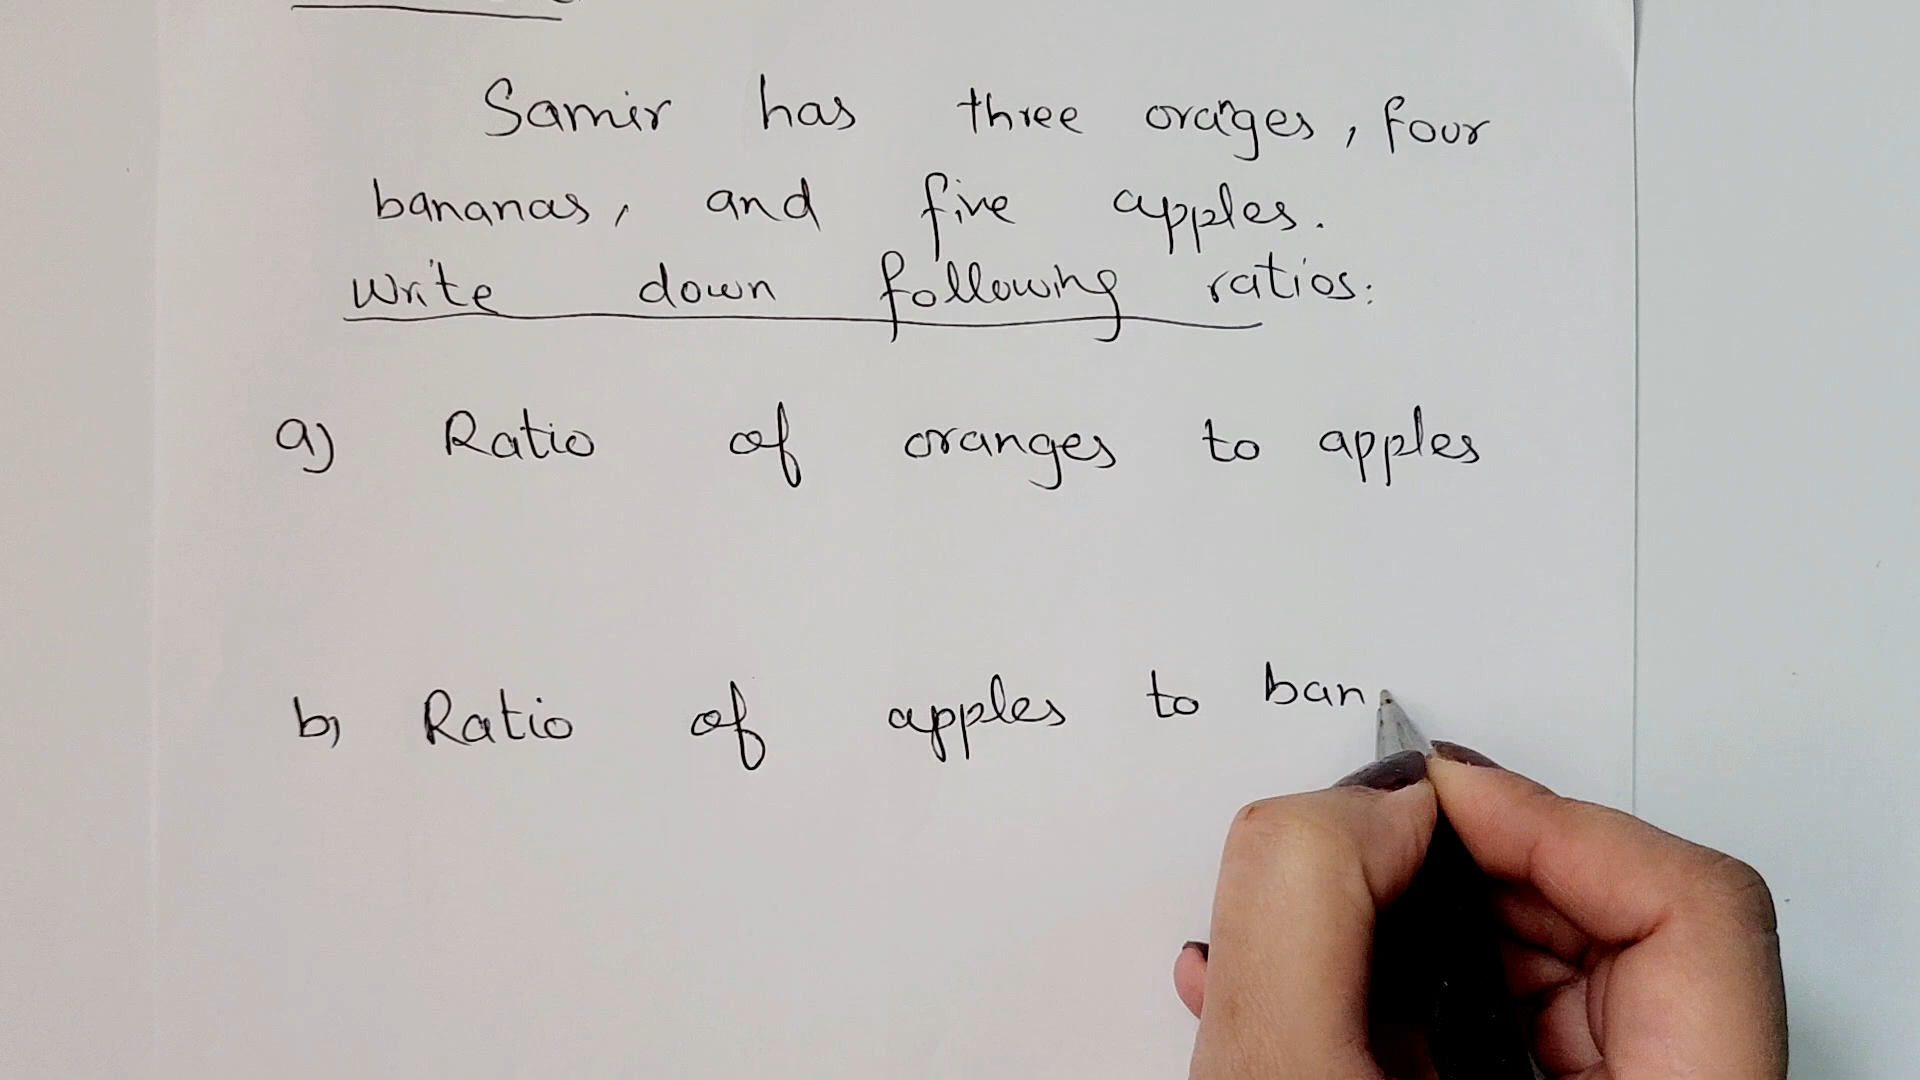 Samir has three oranges, four
bananas, and five apples.
Write down following ratios:
a) Ratio of oranges to apples
b) Ratio of apples to ban